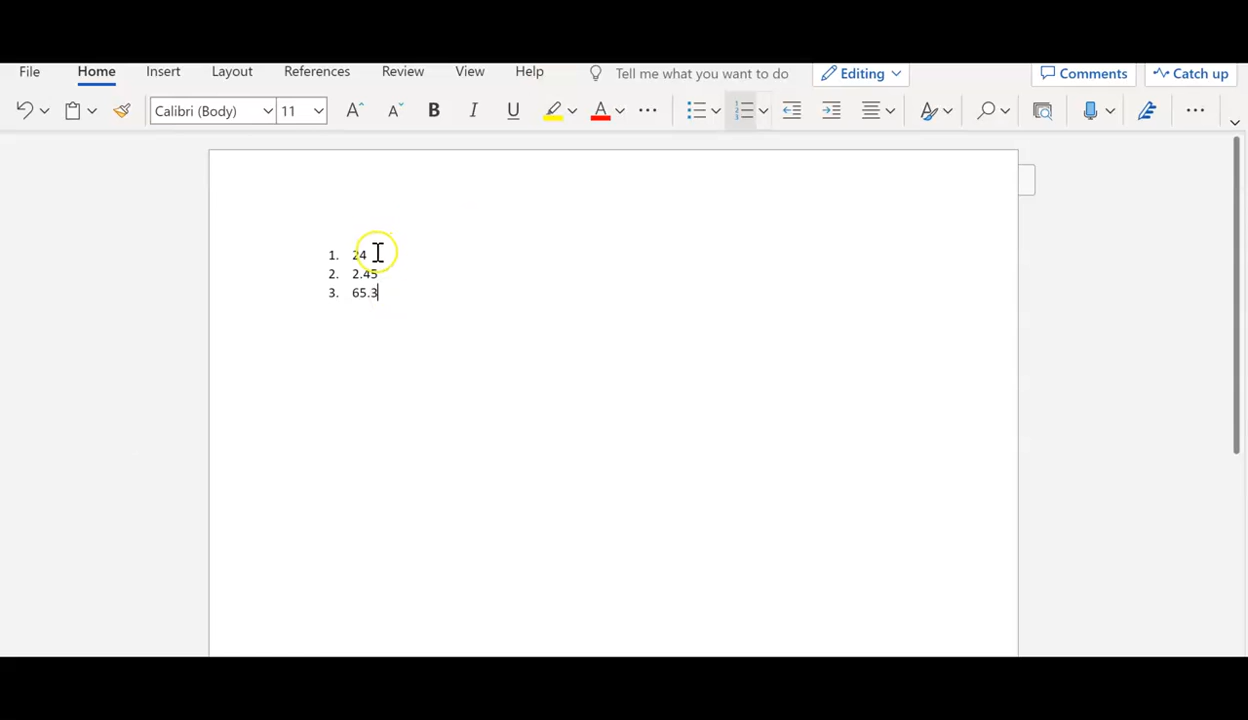 File Home Insert Layout References Review View Help Tell me what you want to do Editing Comments Catch up
Calibri (Body) 11 A A B I U A
1. 24
2. 2.45
3. 65.3